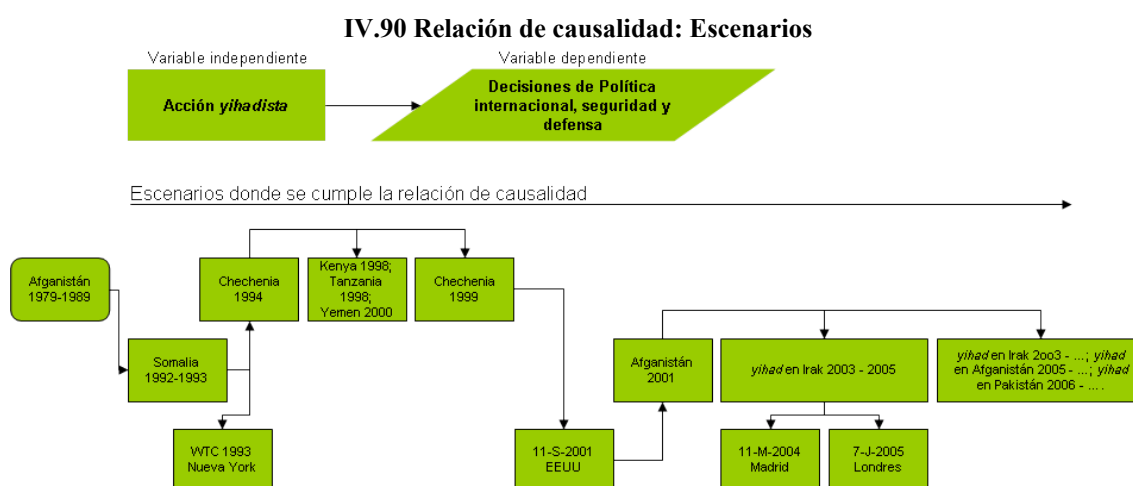 IV.90 Relación de causalidad: Escenarios
Variable independiente
Variable dependiente
Acción yihadista
Decisiones de Política
internacional, seguridad y
defensa
Escenarios donde se cumple la relación de causalidad
Afganistán
1979-1989
Somalia
1992-1993
WTC 1993
Nueva York
Chechenia
1994
Kenya 1998;
Tanzania
1998;
Yemen 2000
Chechenia
1999
11-S-2001
EEUU
Afganistán
2001
yihad en Irak 2003 - 2005
11-M-2004
Madrid
7-J-2005
Londres
yihad en Irak 2oo3 - ...; yihad
en Afganistán 2005 - ...; yihad
en Pakistán 2006 - ... .